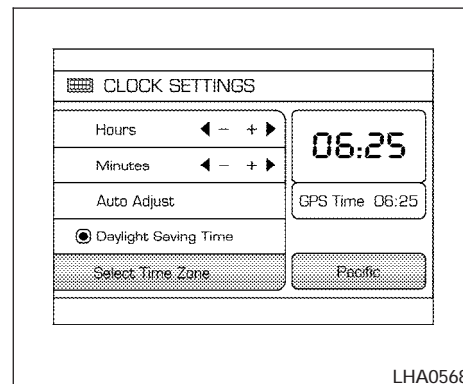 CLOCK SETTINGS
Hours - +
Minutes - +
Auto Adjust
Daylight Saving Time
Select Time Zone
06:25
GPS Time 06:25
Pacific
LHA0568